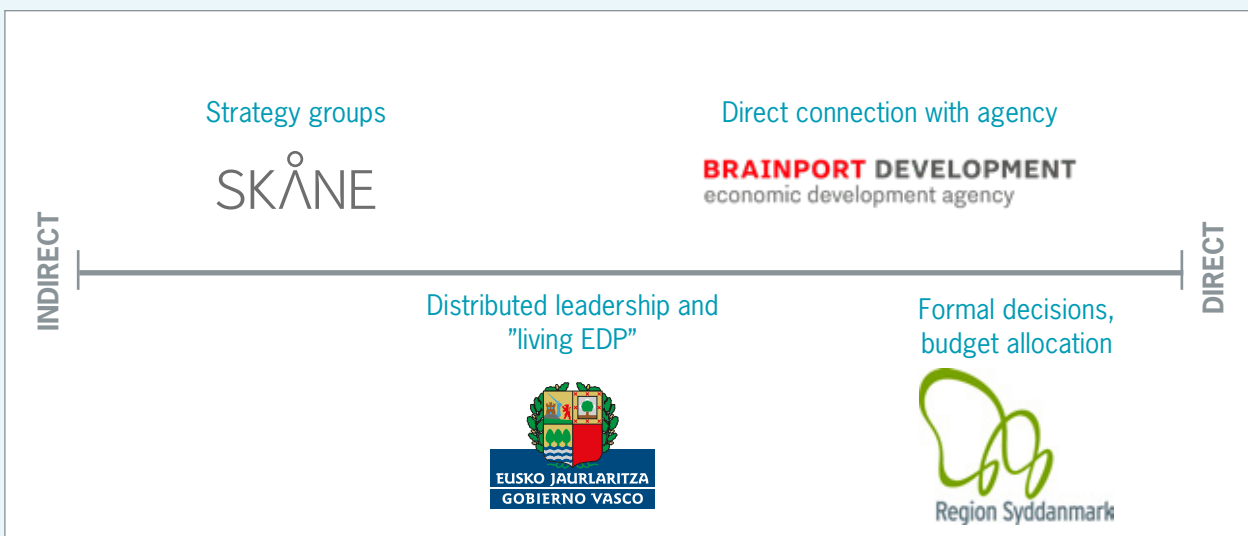 Strategy groups
SKÅNE
Direct connection with agency
BRAINPORT DEVELOPMENT
economic development agency
INDIRECT
DIRECT
Distributed leadership and
”living EDP”
EUSKO JAURLARITZA
GOBIERNO VASCO
Formal decisions,
budget allocation
Region Syddanmark